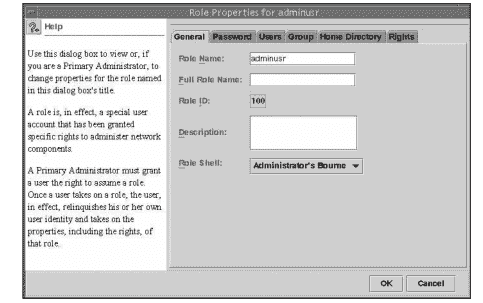 Role Properties for adminusr
Help
Use this dialog box to view or, if
you are a Primary Administrator, to
change properties for the role named
in this dialog box's title.
A role is, in effect, a special user
account that has been granted
specific rights to administer network
components.
A Primary Administrator must grant
a user the right to assume a role.
Once a user takes on a role, the user,
in effect, relinquishes his or her own
user identity and takes on the
properties, including the rights, of
that role.
General Password Users Group Home Directory Rights
Role Name: adminusr
Full Role Name:
Role ID: 100
Description:
Role Shell: Administrator's Bourne
OK Cancel